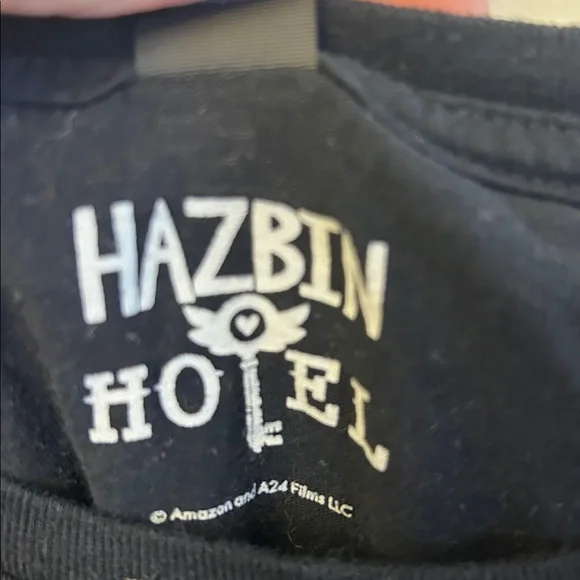 HAZBIN
HOTEL
© Amazon and A24 Films LLC